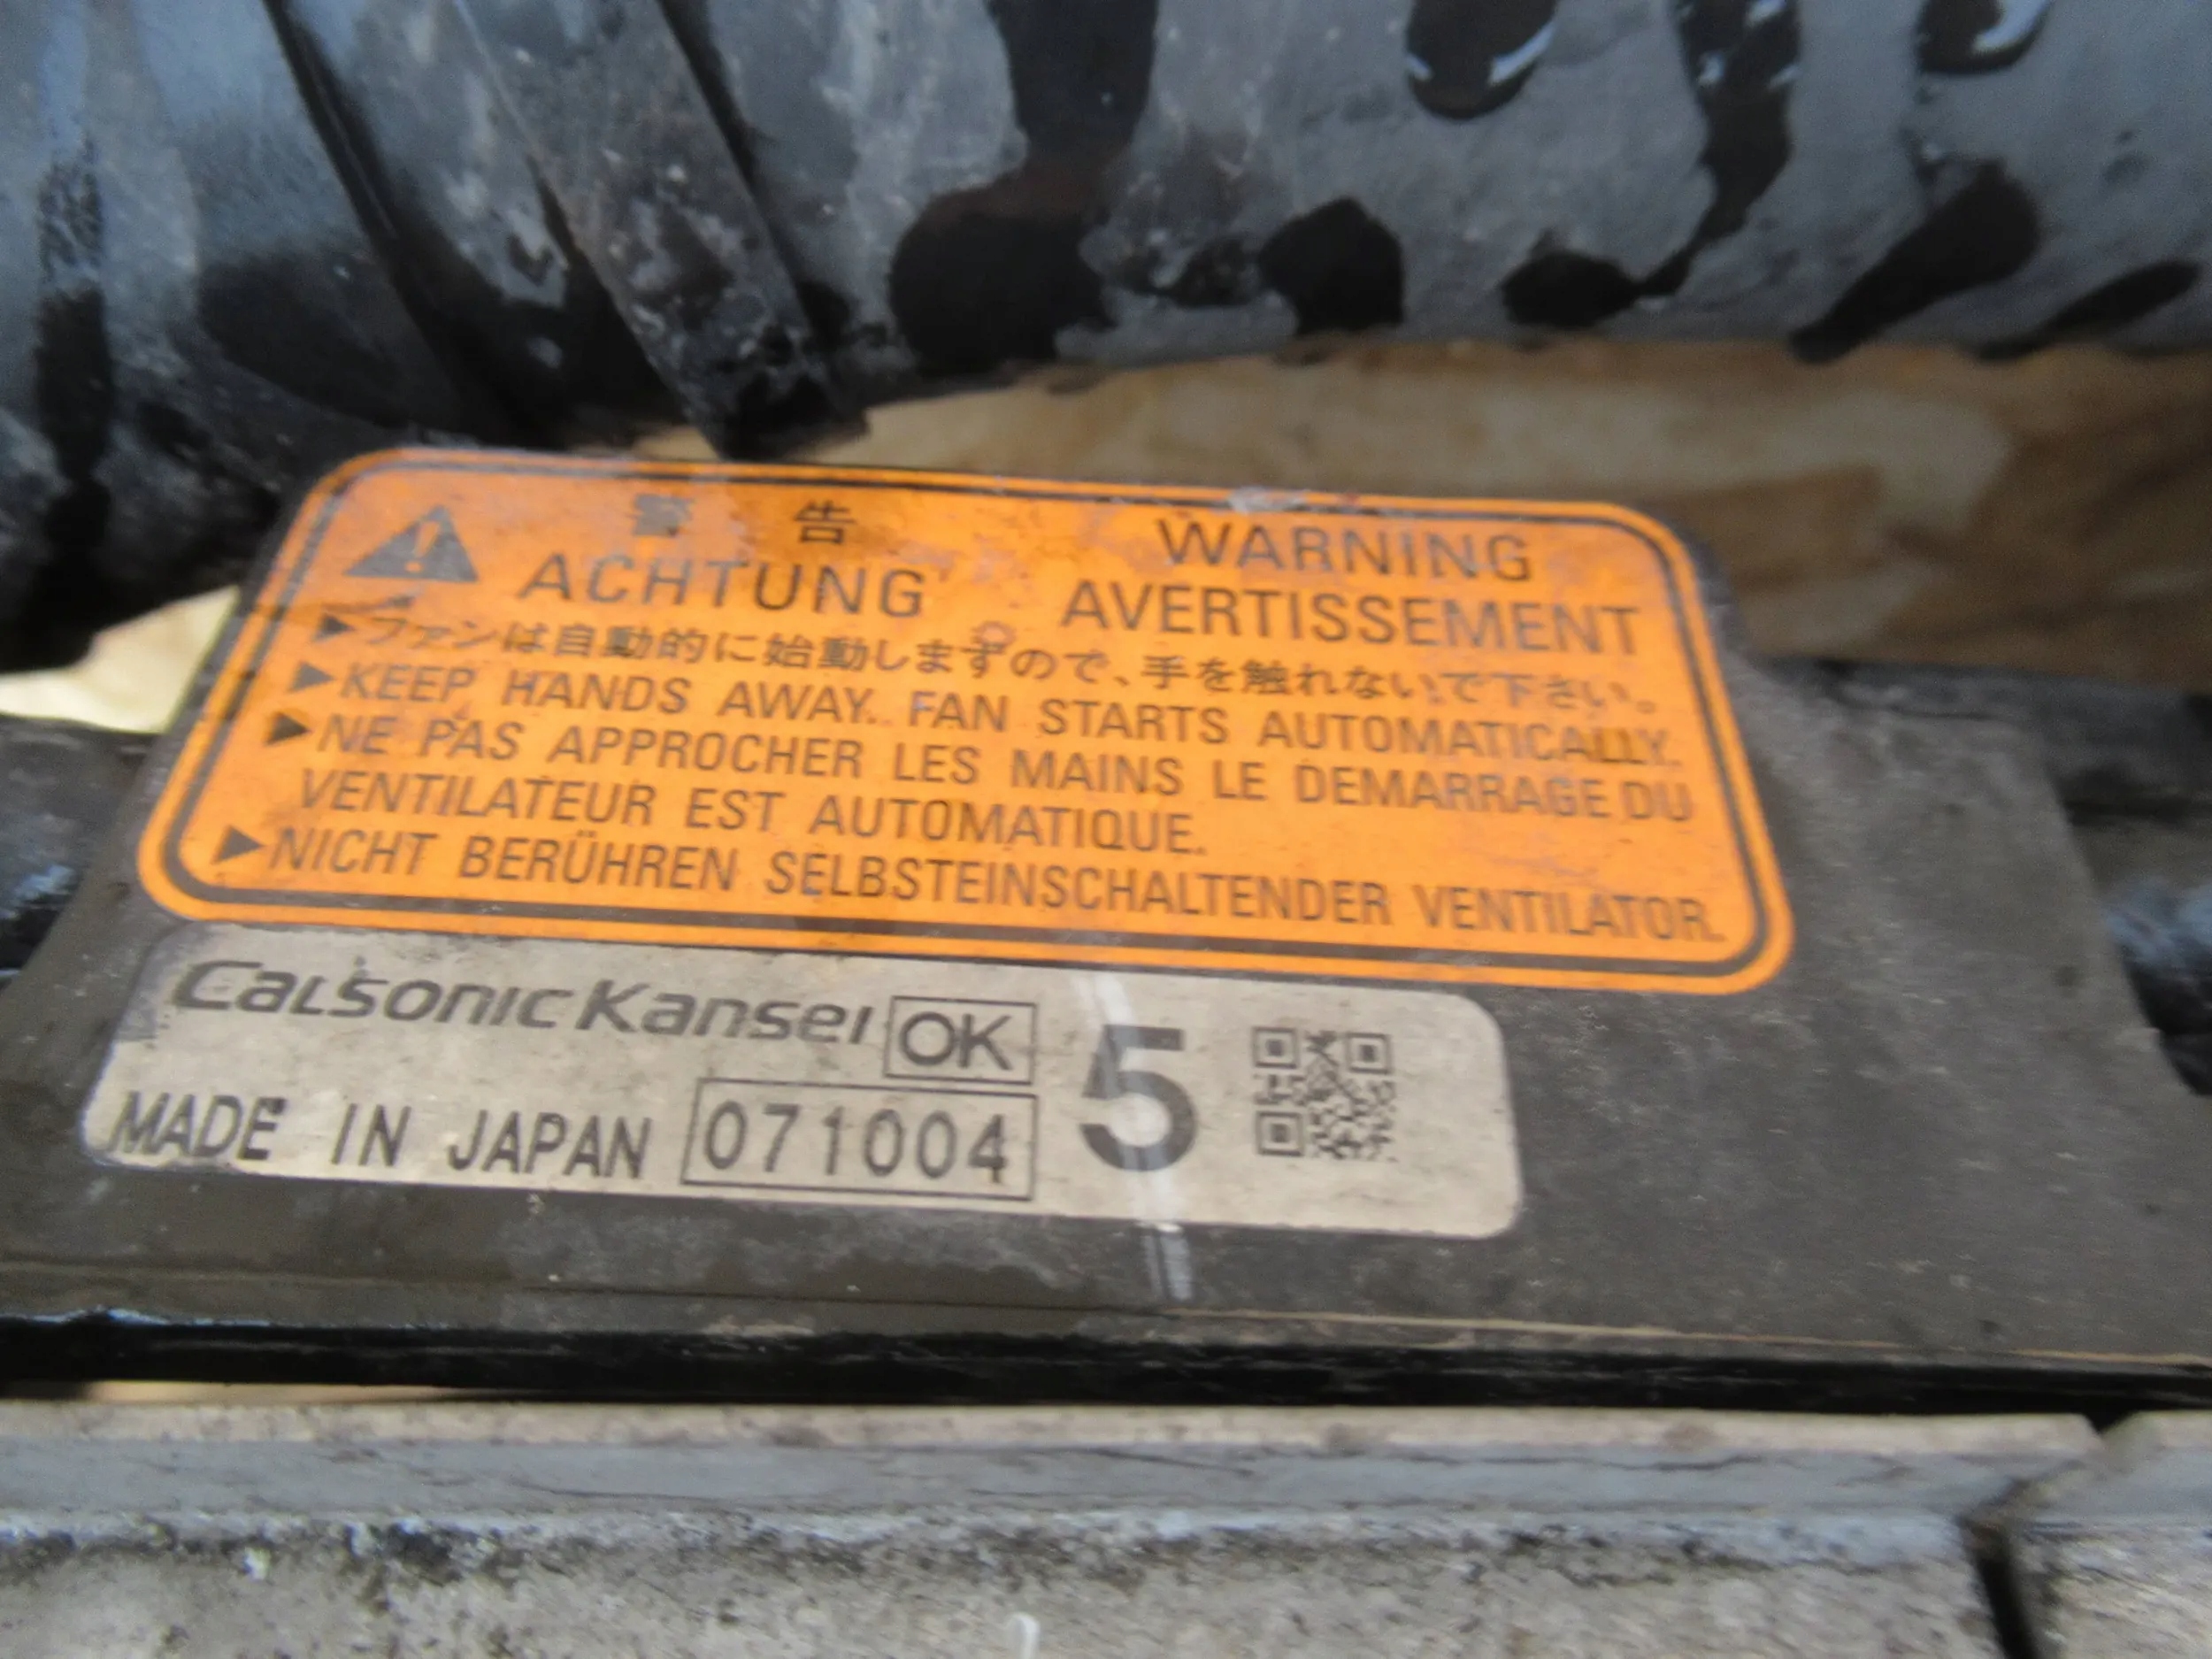 警 告 WARNING
ACHTUNG AVERTISSEMENT
▶ファンは自動的に始動しますので、手を触れないで下さい。
▶KEEP HANDS AWAY. FAN STARTS AUTOMATICALLY.
▶NE PAS APPROCHER LES MAINS LE DEMARRAGE DU
VENTILATEUR EST AUTOMATIQUE.
▶NICHT BERÜHREN SELBSTEINSCHALTENDER VENTILATOR.
CalsonicKansei OK 5
MADE IN JAPAN 071004